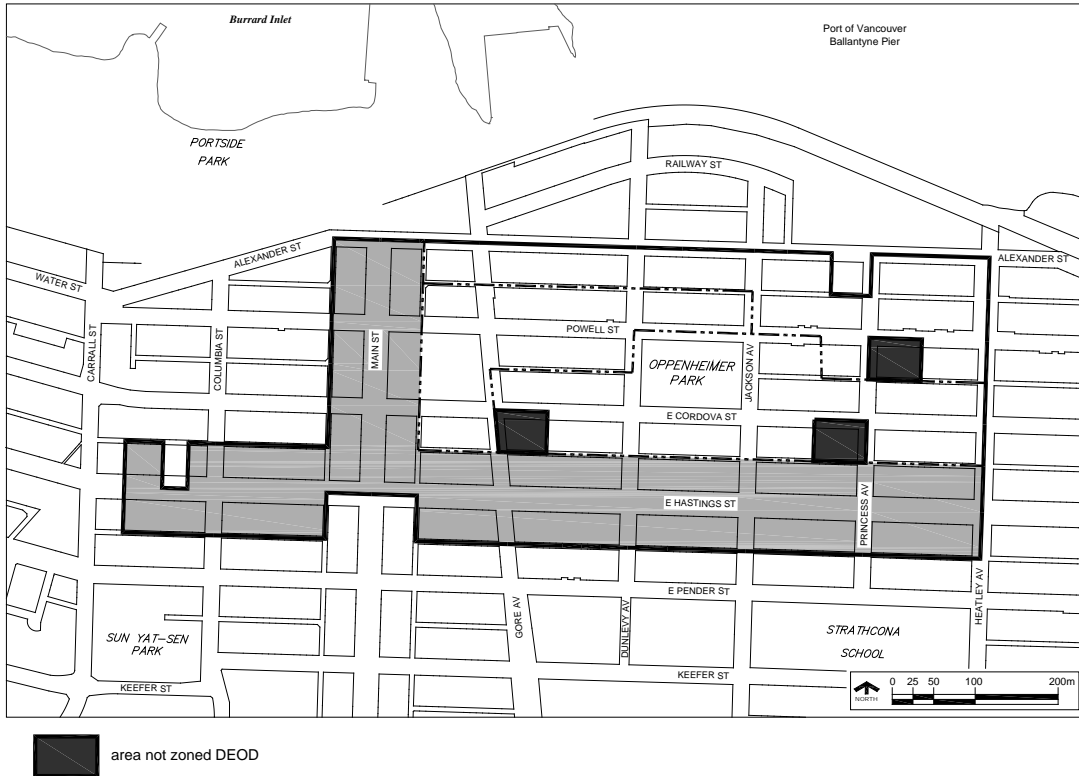 Burrard Inlet
Port of Vancouver
Ballantyne Pier
PORTSIDE
PARK
RAILWAY ST
ALEXANDER ST
ALEXANDER ST
WATER ST
CARRALL ST
COLUMBIA ST
MAIN ST
POWELL ST
OPPENHEIMER
PARK
JACKSON AV
E CORDOVA ST
E HASTINGS ST
PRINCESS AV
E PENDER ST
GORE AV
DUNLEVY AV
HEATLEY AV
SUN YAT-SEN
PARK
STRATHCONA
SCHOOL
KEEFER ST
KEEFER ST
NORTH
0 25 50 100 200m
area not zoned DEOD